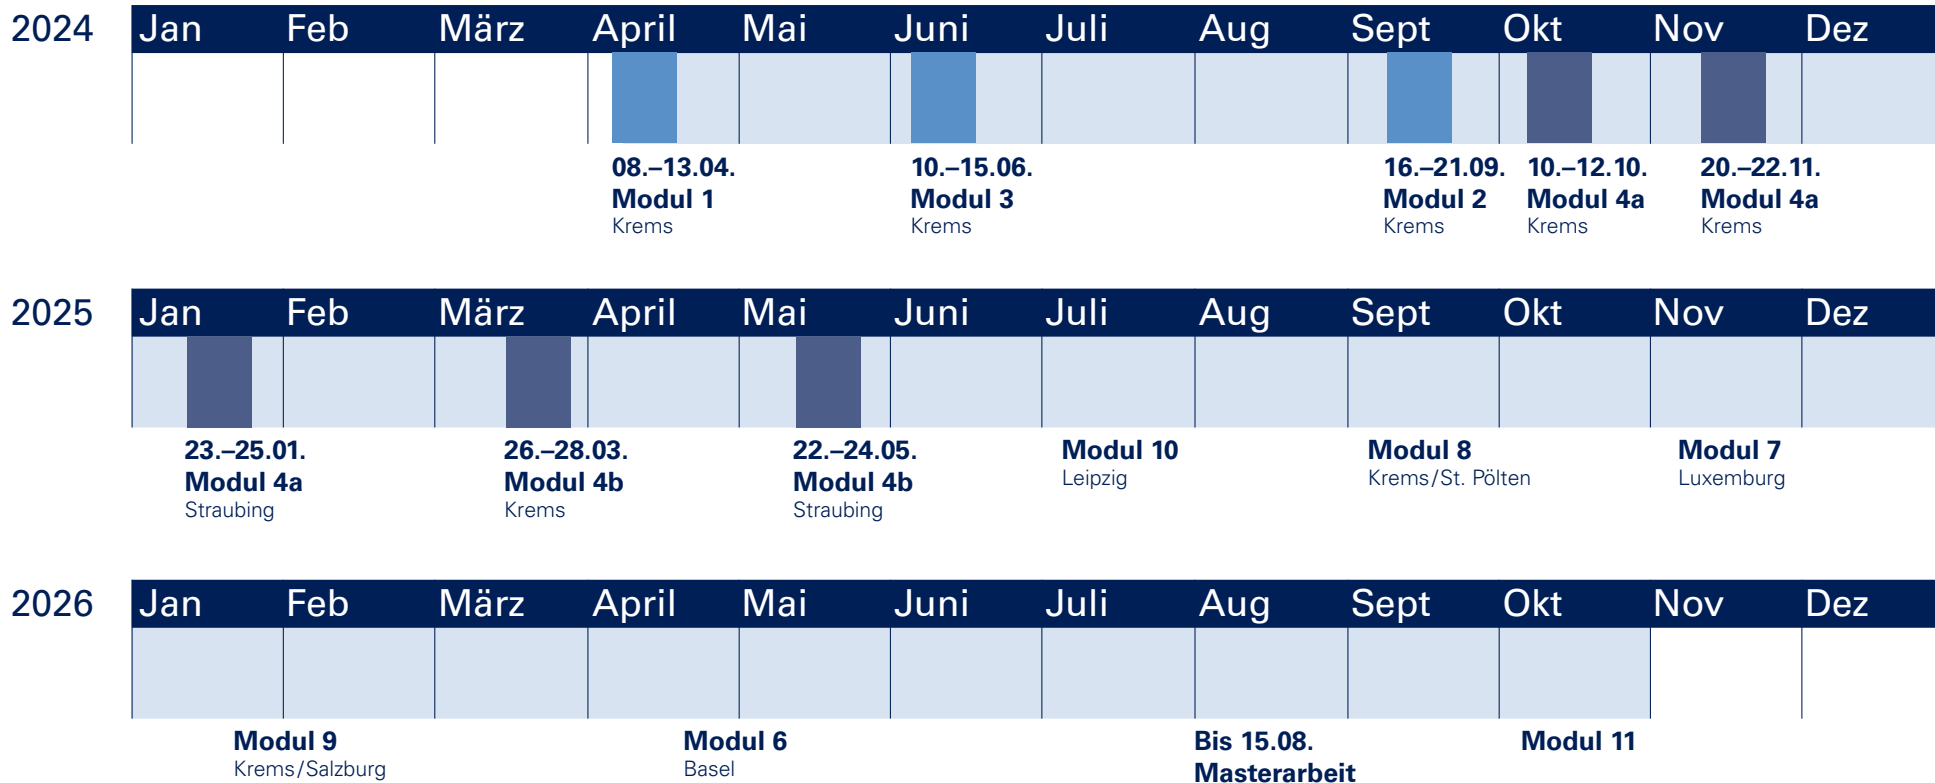 2024 Jan Feb März April Mai Juni Juli Aug Sept Okt Nov Dez
08.–13.04. 10.–15.06. 16.–21.09. 10.–12.10. 20.–22.11.
Modul 1 Modul 3 Modul 2 Modul 4a Modul 4a
Krems Krems Krems Krems Krems
2025 Jan Feb März April Mai Juni Juli Aug Sept Okt Nov Dez
23.–25.01. 26.–28.03. 22.–24.05. Modul 10 Modul 8 Modul 7
Modul 4a Modul 4b Modul 4b Leipzig Krems/St. Pölten Luxemburg
Straubing Krems Straubing
2026 Jan Feb März April Mai Juni Juli Aug Sept Okt Nov Dez
Modul 9 Modul 6 Bis 15.08. Modul 11
Krems/Salzburg Basel Masterarbeit